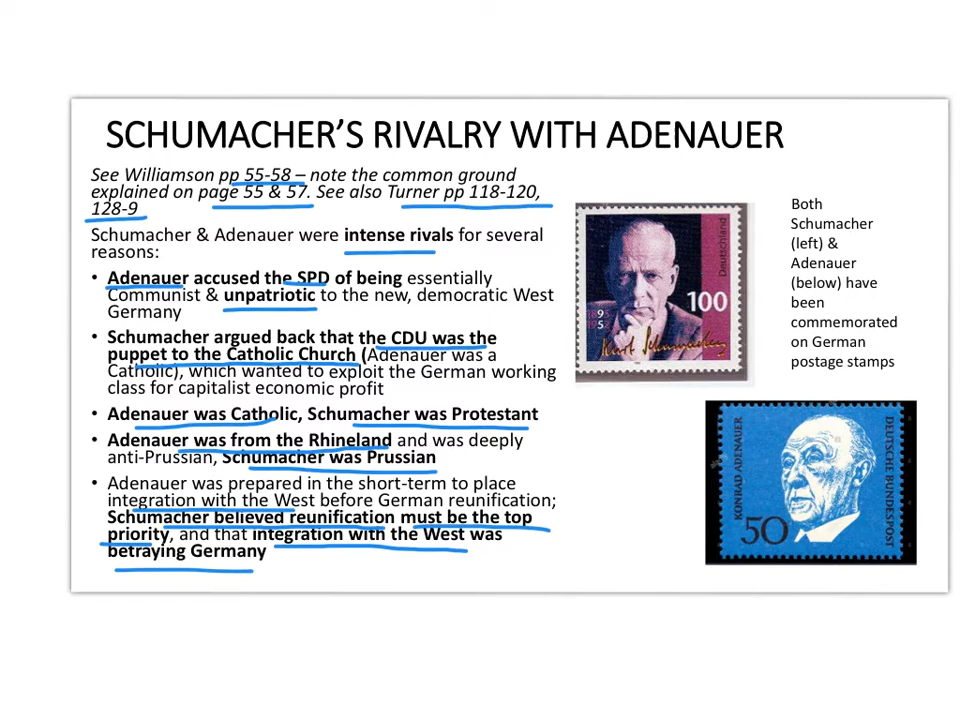 SCHUMACHER'S RIVALRY WITH ADENAUER
See Williamson pp 55-58 – note the common ground
explained on page 55 & 57. See also Turner pp 118-120,
128-9
Schumacher & Adenauer were intense rivals for several
reasons:
• Adenauer accused the SPD of being essentially
Communist & unpatriotic to the new, democratic West
Germany
• Schumacher argued back that the CDU was the
puppet to the Catholic Church (Adenauer was a
Catholic), which wanted to exploit the German working
class for capitalist economic profit
• Adenauer was Catholic, Schumacher was Protestant
• Adenauer was from the Rhineland and was deeply
anti-Prussian, Schumacher was Prussian
• Adenauer was prepared in the short-term to place
integration with the West before German reunification;
Schumacher believed reunification must be the top
priority, and that integration with the West was
betraying Germany
Deutschland
100
Kurt Schumacher
Both
Schumacher
(left) &
Adenauer
(below) have
been
commemorated
on German
postage stamps
KONRAD ADENAUER
50
DEUTSCHE BUNDESPOST